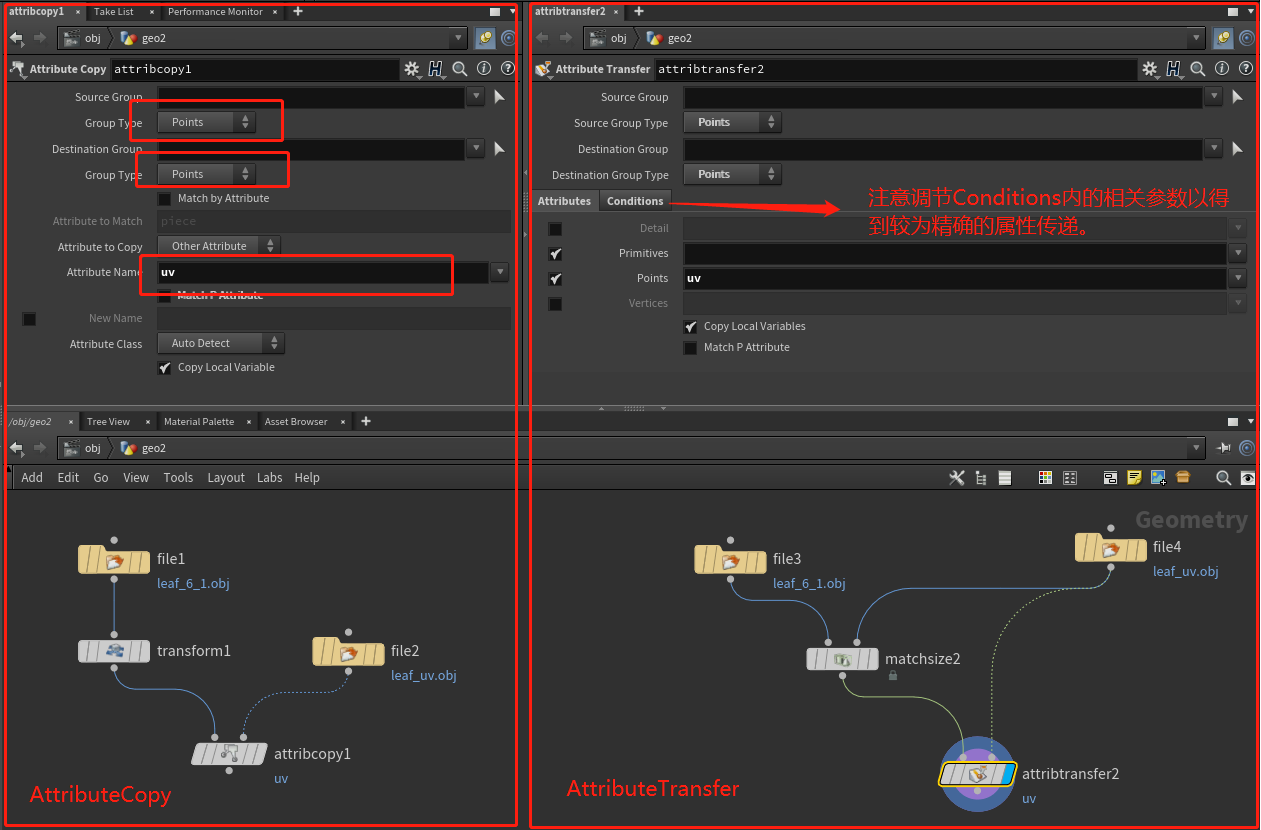 attribcopy1
Take List
Performance Monitor
obj
geo2
Attribute Copy
attribcopy1
Source Group
Group Type
Points
Destination Group
Group Type
Points
Match by Attribute
Attribute to Match
piece
Attribute to Copy
Other Attribute
Attribute Name
uv
Match P Attribute
New Name
Attribute Class
Auto Detect
Copy Local Variable
attribtransfer2
obj
geo2
Attribute Transfer
attribtransfer2
Source Group
Source Group Type
Points
Destination Group
Destination Group Type
Points
Attributes
Conditions
注意调节Conditions内的相关参数以得
到较为精确的属性传递。
Detail
Primitives
Points
uv
Vertices
Copy Local Variables
Match P Attribute
/obj/geo2
Tree View
Material Palette
Asset Browser
obj
geo2
Add
Edit
Go
View
Tools
Layout
Labs
Help
Geometry
file1
leaf_6_1.obj
transform1
file2
leaf_uv.obj
attribcopy1
uv
AttributeCopy
file3
leaf_6_1.obj
file4
leaf_uv.obj
matchsize2
attribtransfer2
uv
AttributeTransfer